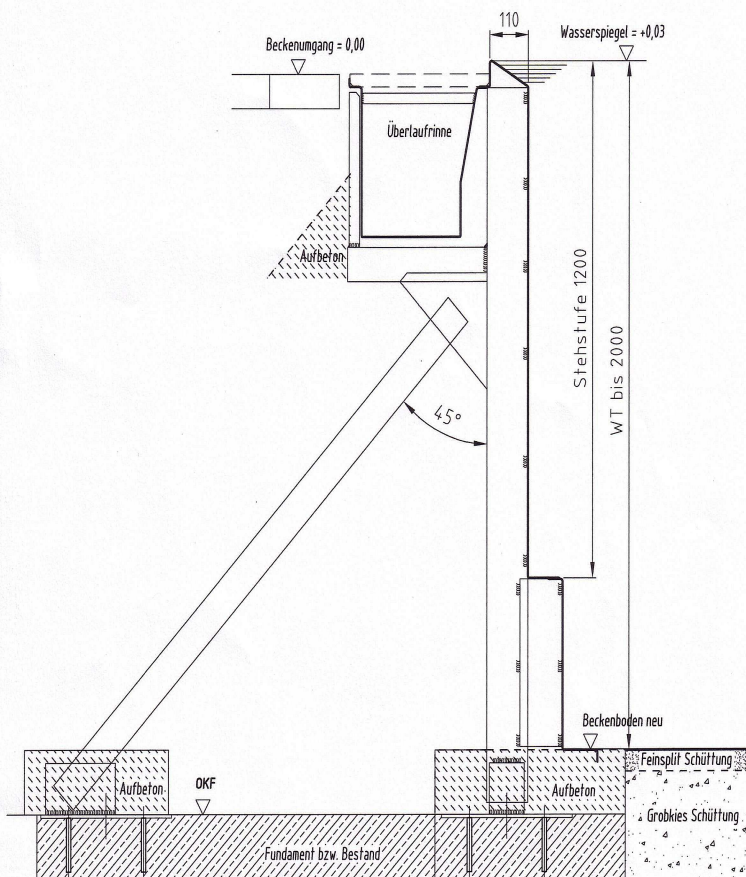 110
Wasserspiegel = +0,03
Beckenumgang = 0,00
Überlaufrinne
Aufbeton
Stehstufe 1200
WT bis 2000
45°
Beckenboden neu
Feinsplit Schüttung
OKF
Aufbeton
Aufbeton
Grobkies Schüttung
Fundament bzw. Bestand